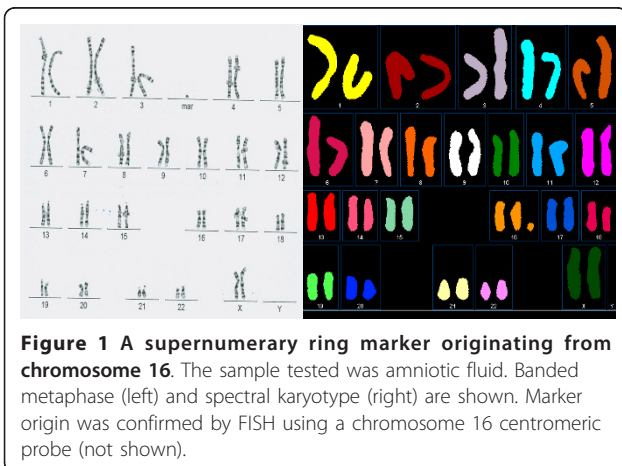 1 2 3 mar 4 5
6 7 8 9 10 11 12
13 14 15 16 17 18
19 20 21 22 X Y
1 2 3 4 5
6 7 8 9 10 11 12
13 14 15 16 17 18
19 20 21 22 X Y
Figure 1 A supernumerary ring marker originating from
chromosome 16. The sample tested was amniotic fluid. Banded
metaphase (left) and spectral karyotype (right) are shown. Marker
origin was confirmed by FISH using a chromosome 16 centromeric
probe (not shown).